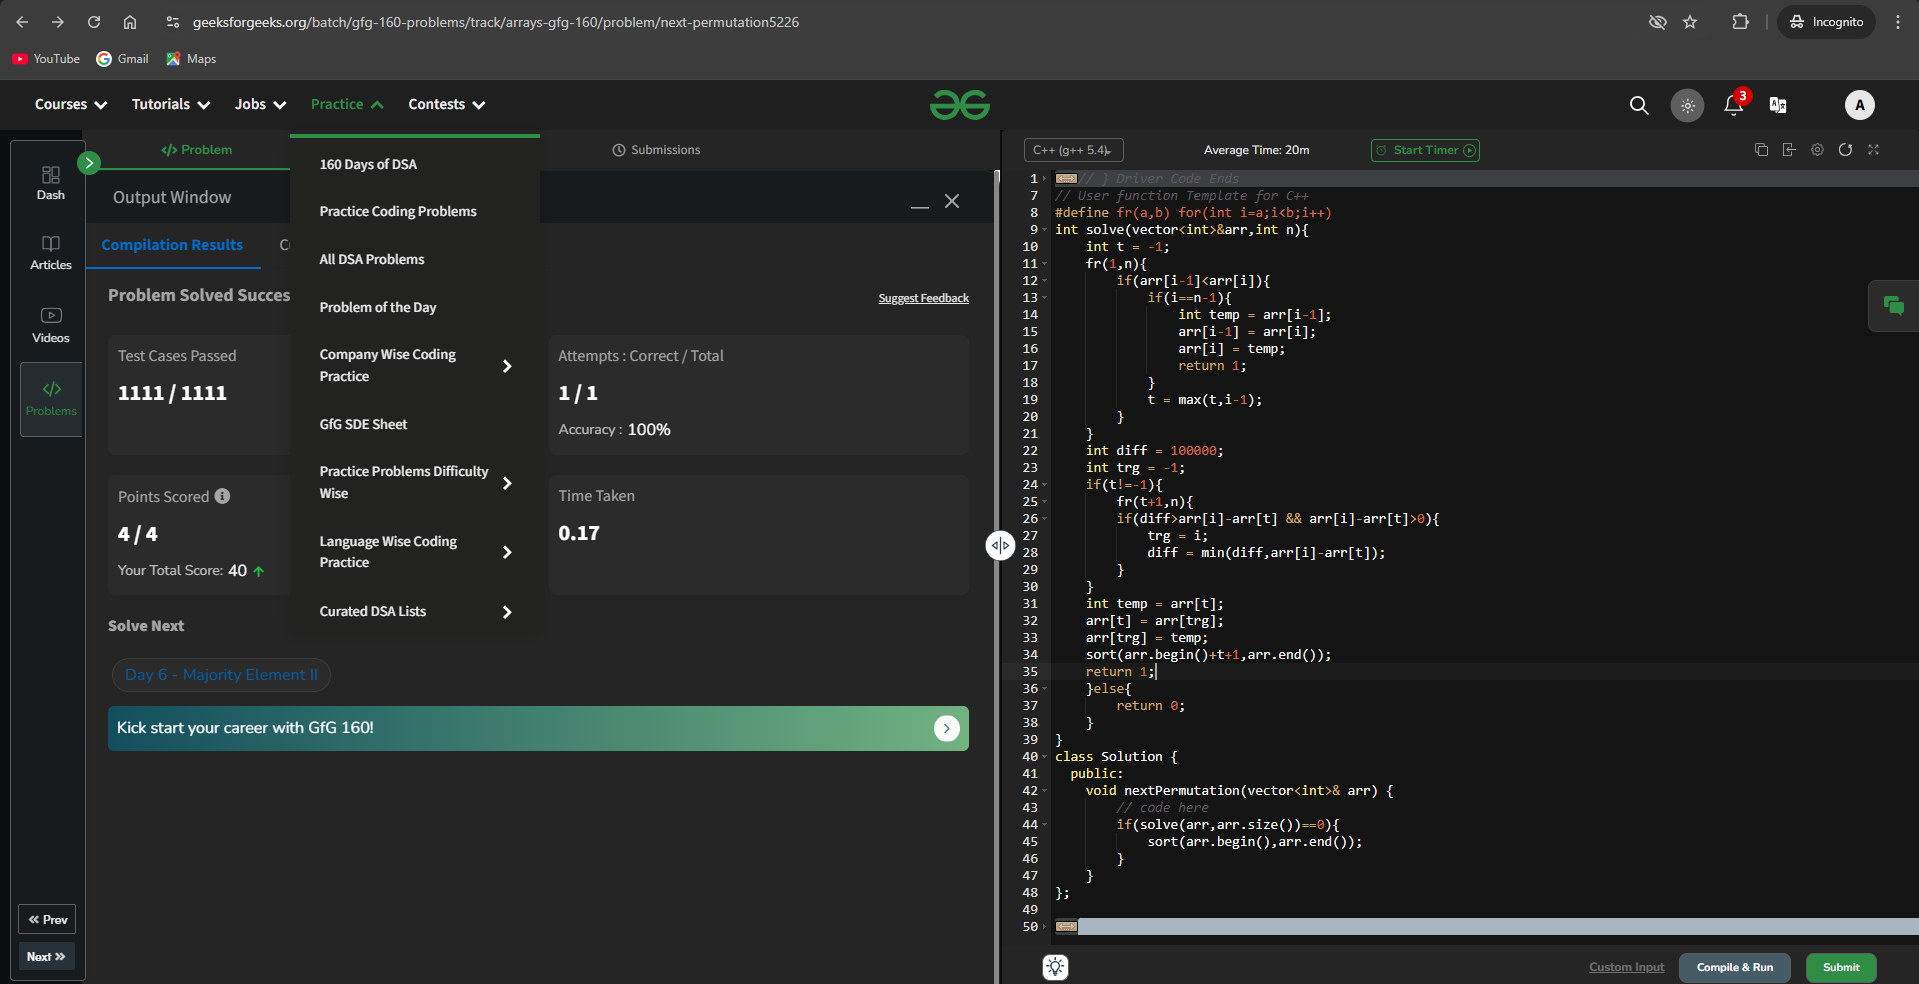 geeksforgeeks.org/batch/gfg-160-problems/track/arrays-gfg-160/problem/next-permutation5226
Incognito
YouTube
Gmail
Maps
Courses
Tutorials
Jobs
Practice
Contests
3
A
Dash
Articles
Videos
Problems
« Prev
Next »
</> Problem
Submissions
Output Window
Compilation Results
C
Problem Solved Succes
Suggest Feedback
Test Cases Passed
1111 / 1111
Attempts : Correct / Total
1 / 1
Accuracy : 100%
Points Scored
4 / 4
Your Total Score: 40
Time Taken
0.17
Solve Next
Day 6 - Majority Element II
Kick start your career with GfG 160!
160 Days of DSA
Practice Coding Problems
All DSA Problems
Problem of the Day
Company Wise Coding
Practice
GfG SDE Sheet
Practice Problems Difficulty
Wise
Language Wise Coding
Practice
Curated DSA Lists
C++ (g++ 5.4)
Average Time: 20m
Start Timer
1 // } Driver Code Ends
7 // User function Template for C++
8 #define fr(a,b) for(int i=a;i<b;i++)
9 int solve(vector<int>&arr,int n){
10     int t = -1;
11     fr(1,n){
12         if(arr[i-1]<arr[i]){
13             if(i==n-1){
14                 int temp = arr[i-1];
15                 arr[i-1] = arr[i];
16                 arr[i] = temp;
17                 return 1;
18             }
19             t = max(t,i-1);
20         }
21     }
22     int diff = 100000;
23     int trg = -1;
24     if(t!=-1){
25         fr(t+1,n){
26         if(diff>arr[i]-arr[t] && arr[i]-arr[t]>0){
27             trg = i;
28             diff = min(diff,arr[i]-arr[t]);
29         }
30     }
31     int temp = arr[t];
32     arr[t] = arr[trg];
33     arr[trg] = temp;
34     sort(arr.begin()+t+1,arr.end());
35     return 1;
36     }else{
37         return 0;
38     }
39 }
40 class Solution {
41   public:
42     void nextPermutation(vector<int>& arr) {
43         // code here
44         if(solve(arr,arr.size())==0){
45             sort(arr.begin(),arr.end());
46         }
47     }
48 };
49
50
Custom Input
Compile & Run
Submit